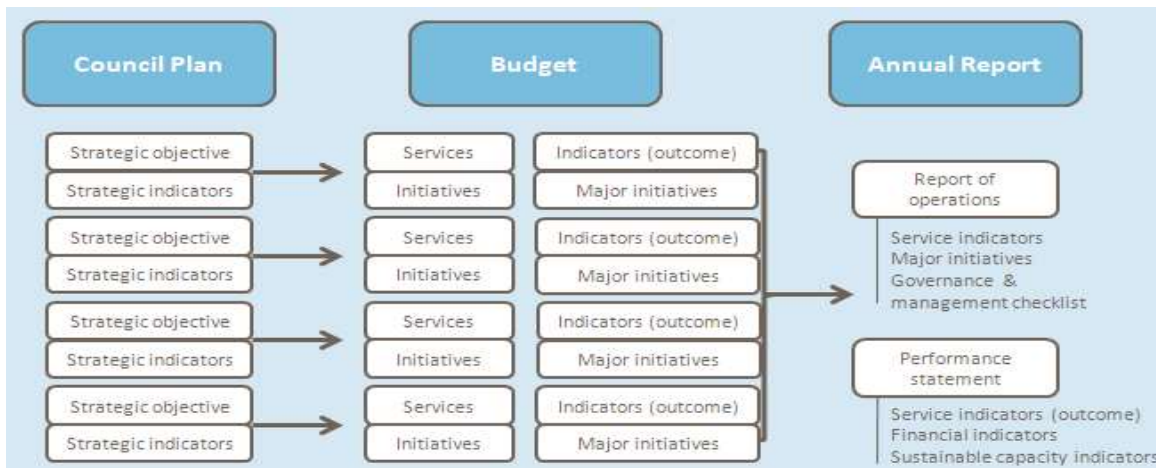 Council Plan
Budget
Annual Report
Strategic objective
Strategic indicators
Services
Initiatives
Indicators (outcome)
Major initiatives
Strategic objective
Strategic indicators
Services
Initiatives
Indicators (outcome)
Major initiatives
Strategic objective
Strategic indicators
Services
Initiatives
Indicators (outcome)
Major initiatives
Strategic objective
Strategic indicators
Services
Initiatives
Indicators (outcome)
Major initiatives
Report of
operations
Service indicators
Major initiatives
Governance &
management checklist
Performance
statement
Service indicators (outcome)
Financial indicators
Sustainable capacity indicators